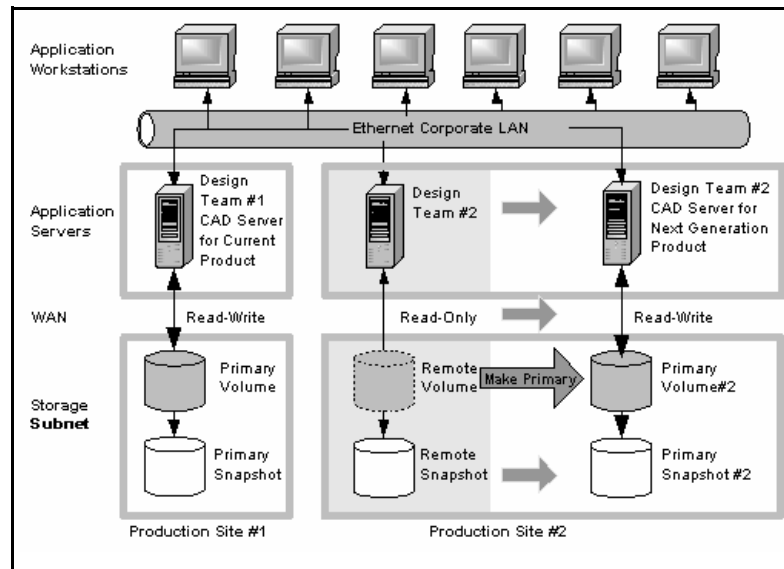 Application
Workstations
Ethernet Corporate LAN
Application
Servers
Design
Team #1
CAD Server
for Current
Product
Design
Team #2
Design Team #2
CAD Server for
Next Generation
Product
WAN
Read-Write
Read-Only
Read-Write
Storage
Subnet
Primary
Volume
Remote
Volume
Make Primary
Primary
Volume#2
Primary
Snapshot
Remote
Snapshot
Primary
Snapshot #2
Production Site #1
Production Site #2